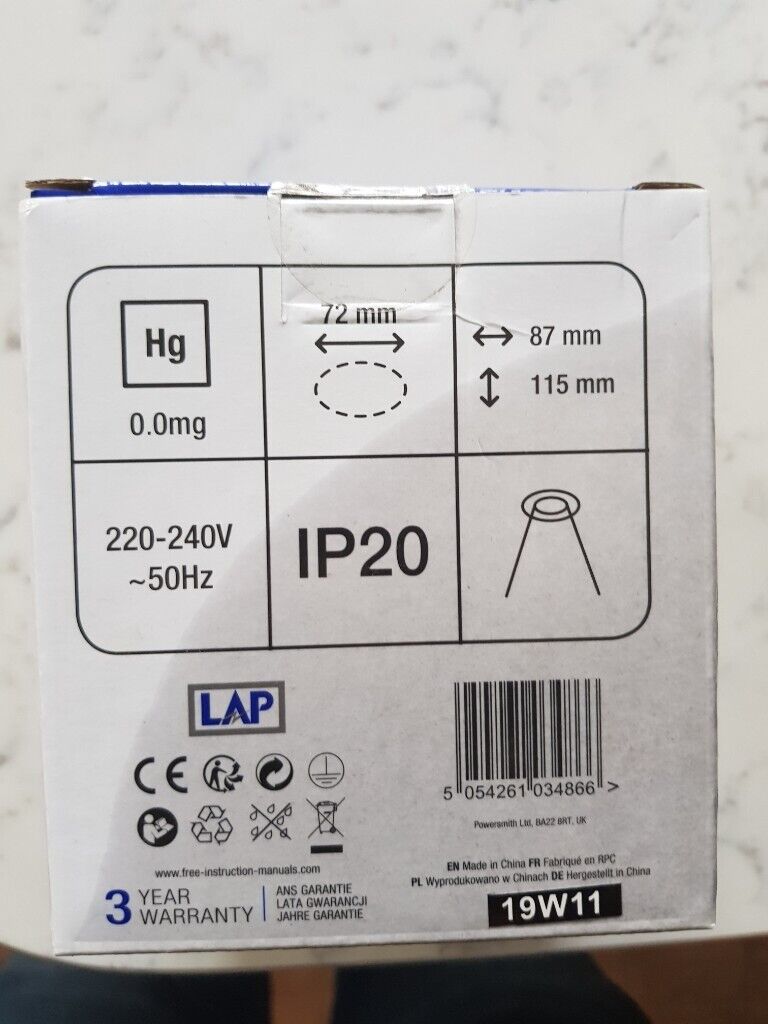 Hg
0.0mg
72 mm
87 mm
115 mm
220-240V
~50Hz
IP20
LAP
CE
5 054261 034866 >
Powersmith Ltd, BA22 8RT, UK
www.free-instruction-manuals.com
3 YEAR
WARRANTY
ANS GARANTIE
LATA GWARANCJI
JAHRE GARANTIE
EN Made in China FR Fabriqué en RPC
PL Wyprodukowano w Chinach DE Hergestellt in China
19W11